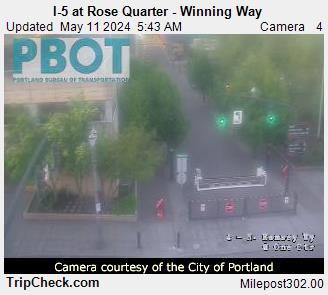 I-5 at Rose Quarter - Winning Way
Updated May 11 2024 5:43 AM Camera 4
PBOT
PORTLAND BUREAU OF TRANSPORTATION
Camera courtesy of the City of Portland
TripCheck.com Milepost302.00